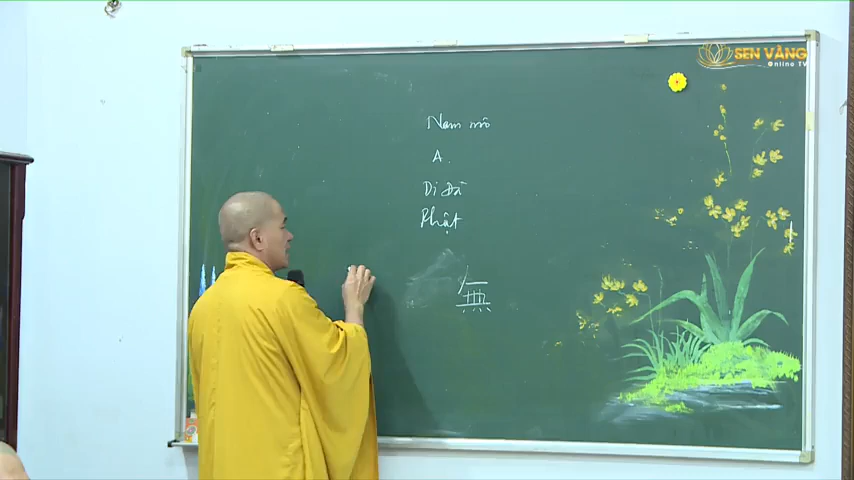 SEN VÀNG
Online TV
Nam mô
A.
Di Đà
Phật
無